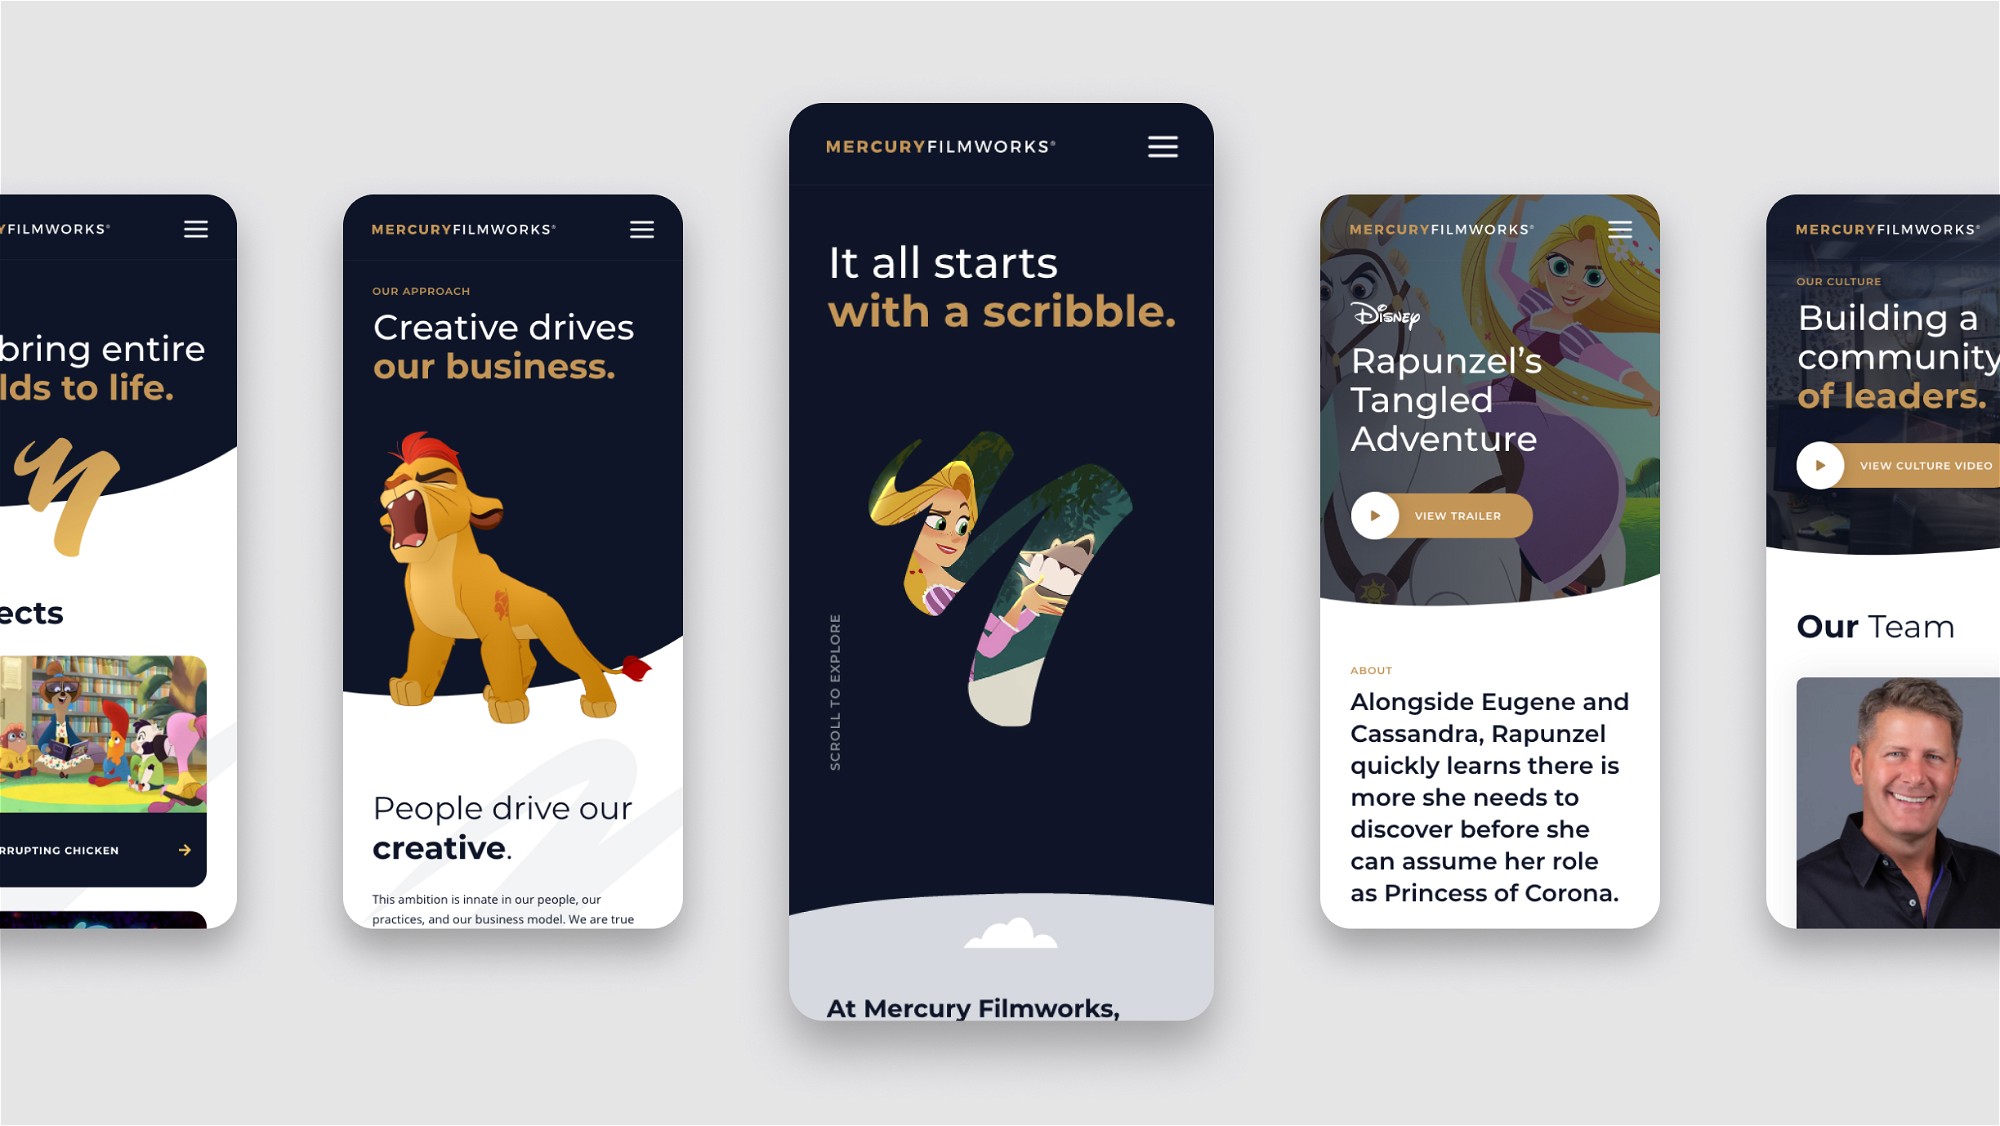 FILMWORKS®
bring entire
lds to life.
ects
RRUPTING CHICKEN
MERCURYFILMWORKS®
OUR APPROACH
Creative drives
our business.
People drive our
creative.
This ambition is innate in our people, our
practices, and our business model. We are true
MERCURYFILMWORKS®
It all starts
with a scribble.
SCROLL TO EXPLORE
At Mercury Filmworks,
MERCURYFILMWORKS®
Disney
Rapunzel’s
Tangled
Adventure
VIEW TRAILER
ABOUT
Alongside Eugene and
Cassandra, Rapunzel
quickly learns there is
more she needs to
discover before she
can assume her role
as Princess of Corona.
MERCURYFILMWORKS®
OUR CULTURE
Building a
community
of leaders.
VIEW CULTURE VIDEO
Our Team